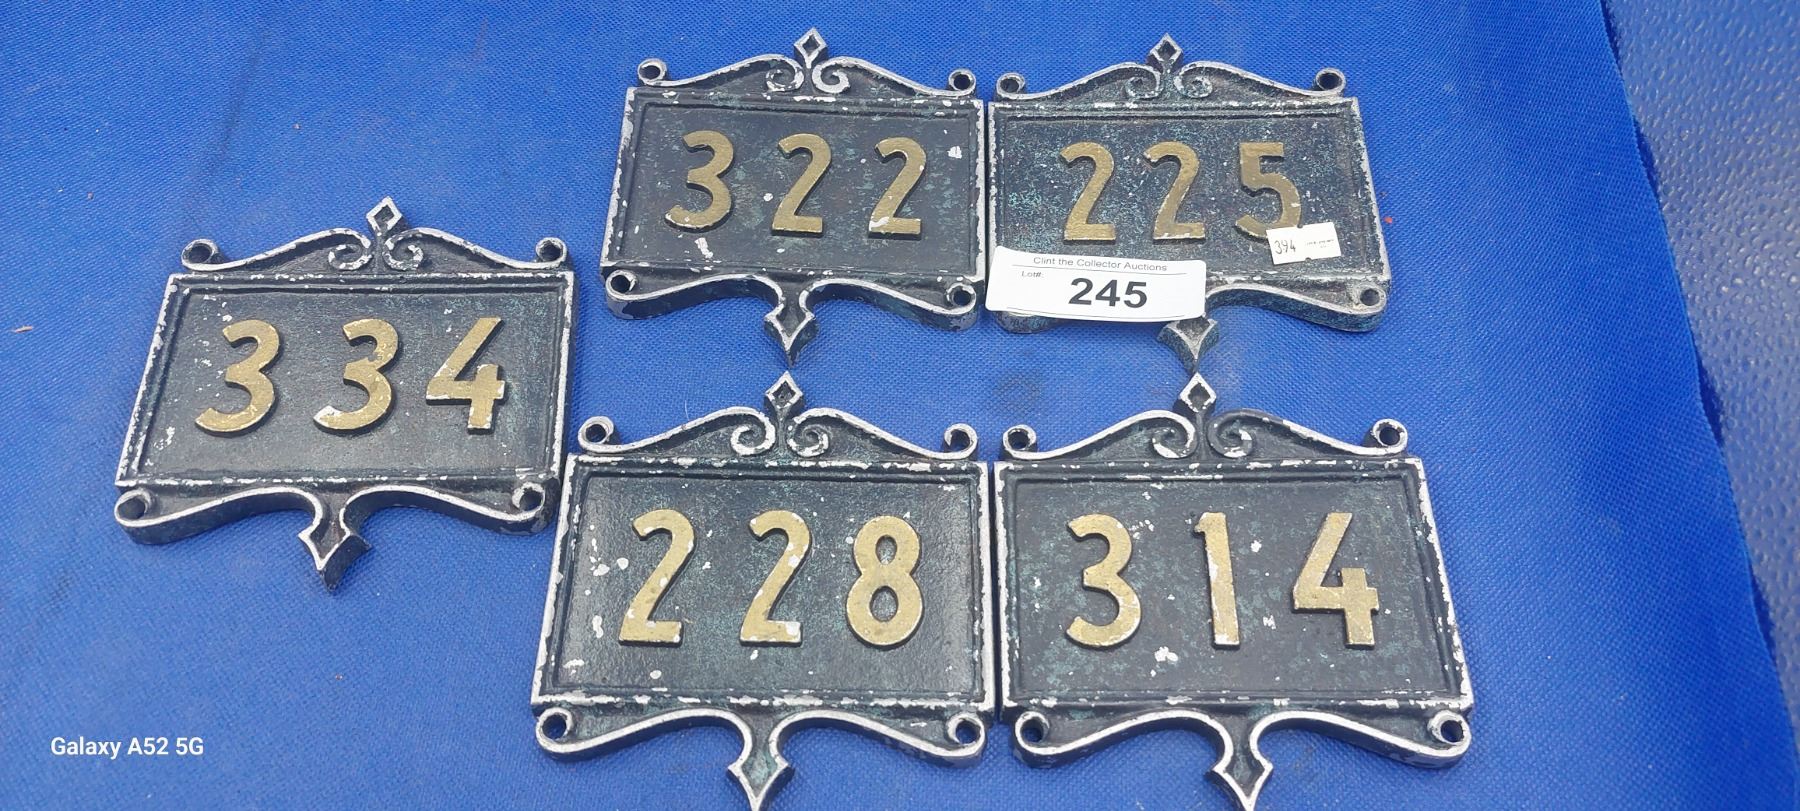 322
225
394
Clint the Collector Auctions
Lot#:
245
334
228
314
Galaxy A52 5G